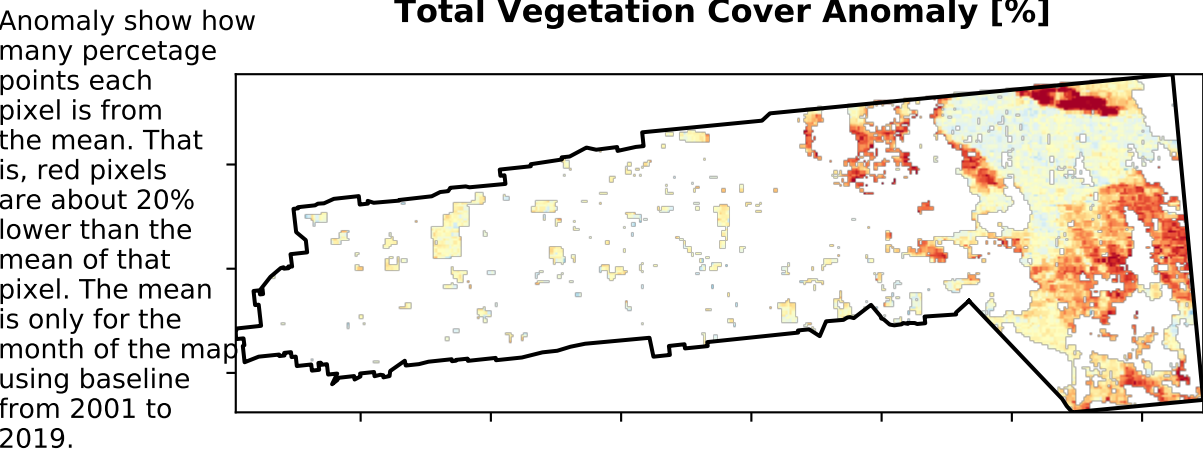 Total Vegetation Cover Anomaly [%]
Anomaly show how
many percetage
points each
pixel is from
the mean. That
is, red pixels
are about 20%
lower than the
mean of that
pixel. The mean
is only for the
month of the map
using baseline
from 2001 to
2019.